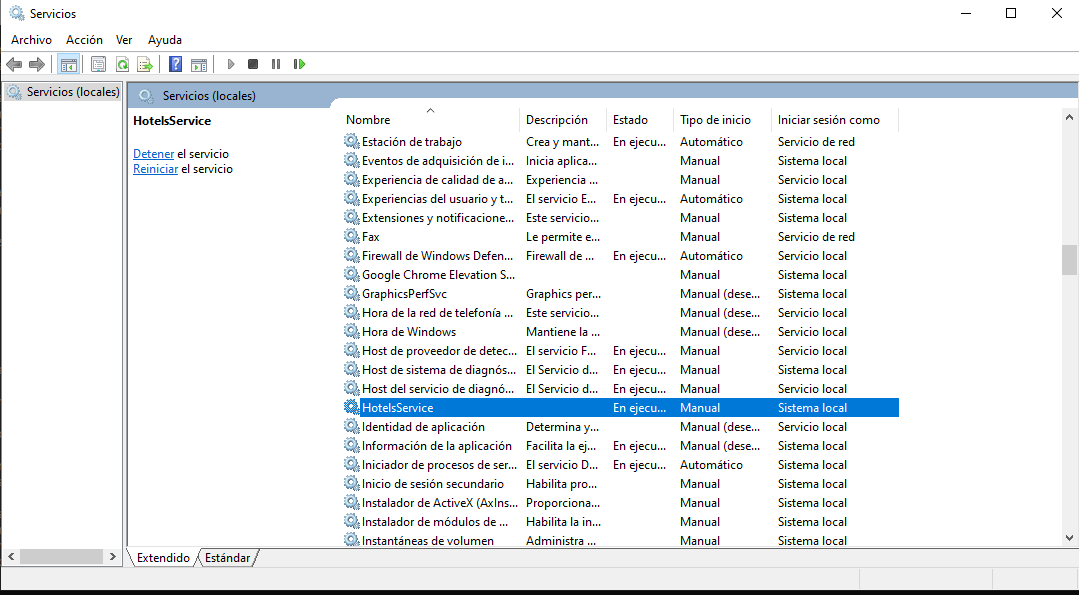 Servicios
Archivo Acción Ver Ayuda
Servicios (locales)
Servicios (locales)
HotelsService
Detener el servicio
Reiniciar el servicio
Nombre Descripción Estado Tipo de inicio Iniciar sesión como
Estación de trabajo Crea y mant... En ejecu... Automático Servicio de red
Eventos de adquisición de i... Inicia aplica... Manual Sistema local
Experiencia de calidad de a... Experiencia ... Manual Servicio local
Experiencias del usuario y t... El servicio E... En ejecu... Automático Sistema local
Extensiones y notificacione... Este servicio... Manual Sistema local
Fax Le permite e... Manual Servicio de red
Firewall de Windows Defen... Firewall de ... En ejecu... Automático Servicio local
Google Chrome Elevation S... Manual Sistema local
GraphicsPerfSvc Graphics per... Manual (dese... Sistema local
Hora de la red de telefonía ... Este servicio... Manual (dese... Servicio local
Hora de Windows Mantiene la ... Manual (dese... Servicio local
Host de proveedor de detec... El servicio F... En ejecu... Manual Servicio local
Host de sistema de diagnós... El Servicio d... En ejecu... Manual Sistema local
Host del servicio de diagnó... El Servicio d... En ejecu... Manual Servicio local
HotelsService En ejecu... Manual Sistema local
Identidad de aplicación Determina y... Manual (dese... Servicio local
Información de la aplicación Facilita la ej... En ejecu... Manual (dese... Sistema local
Iniciador de procesos de ser... El servicio D... En ejecu... Automático Sistema local
Inicio de sesión secundario Habilita pro... Manual Sistema local
Instalador de ActiveX (AxIns... Proporciona... Manual Sistema local
Instalador de módulos de ... Habilita la in... Manual Sistema local
Instantáneas de volumen Administra ... Manual Sistema local
Extendido Estándar